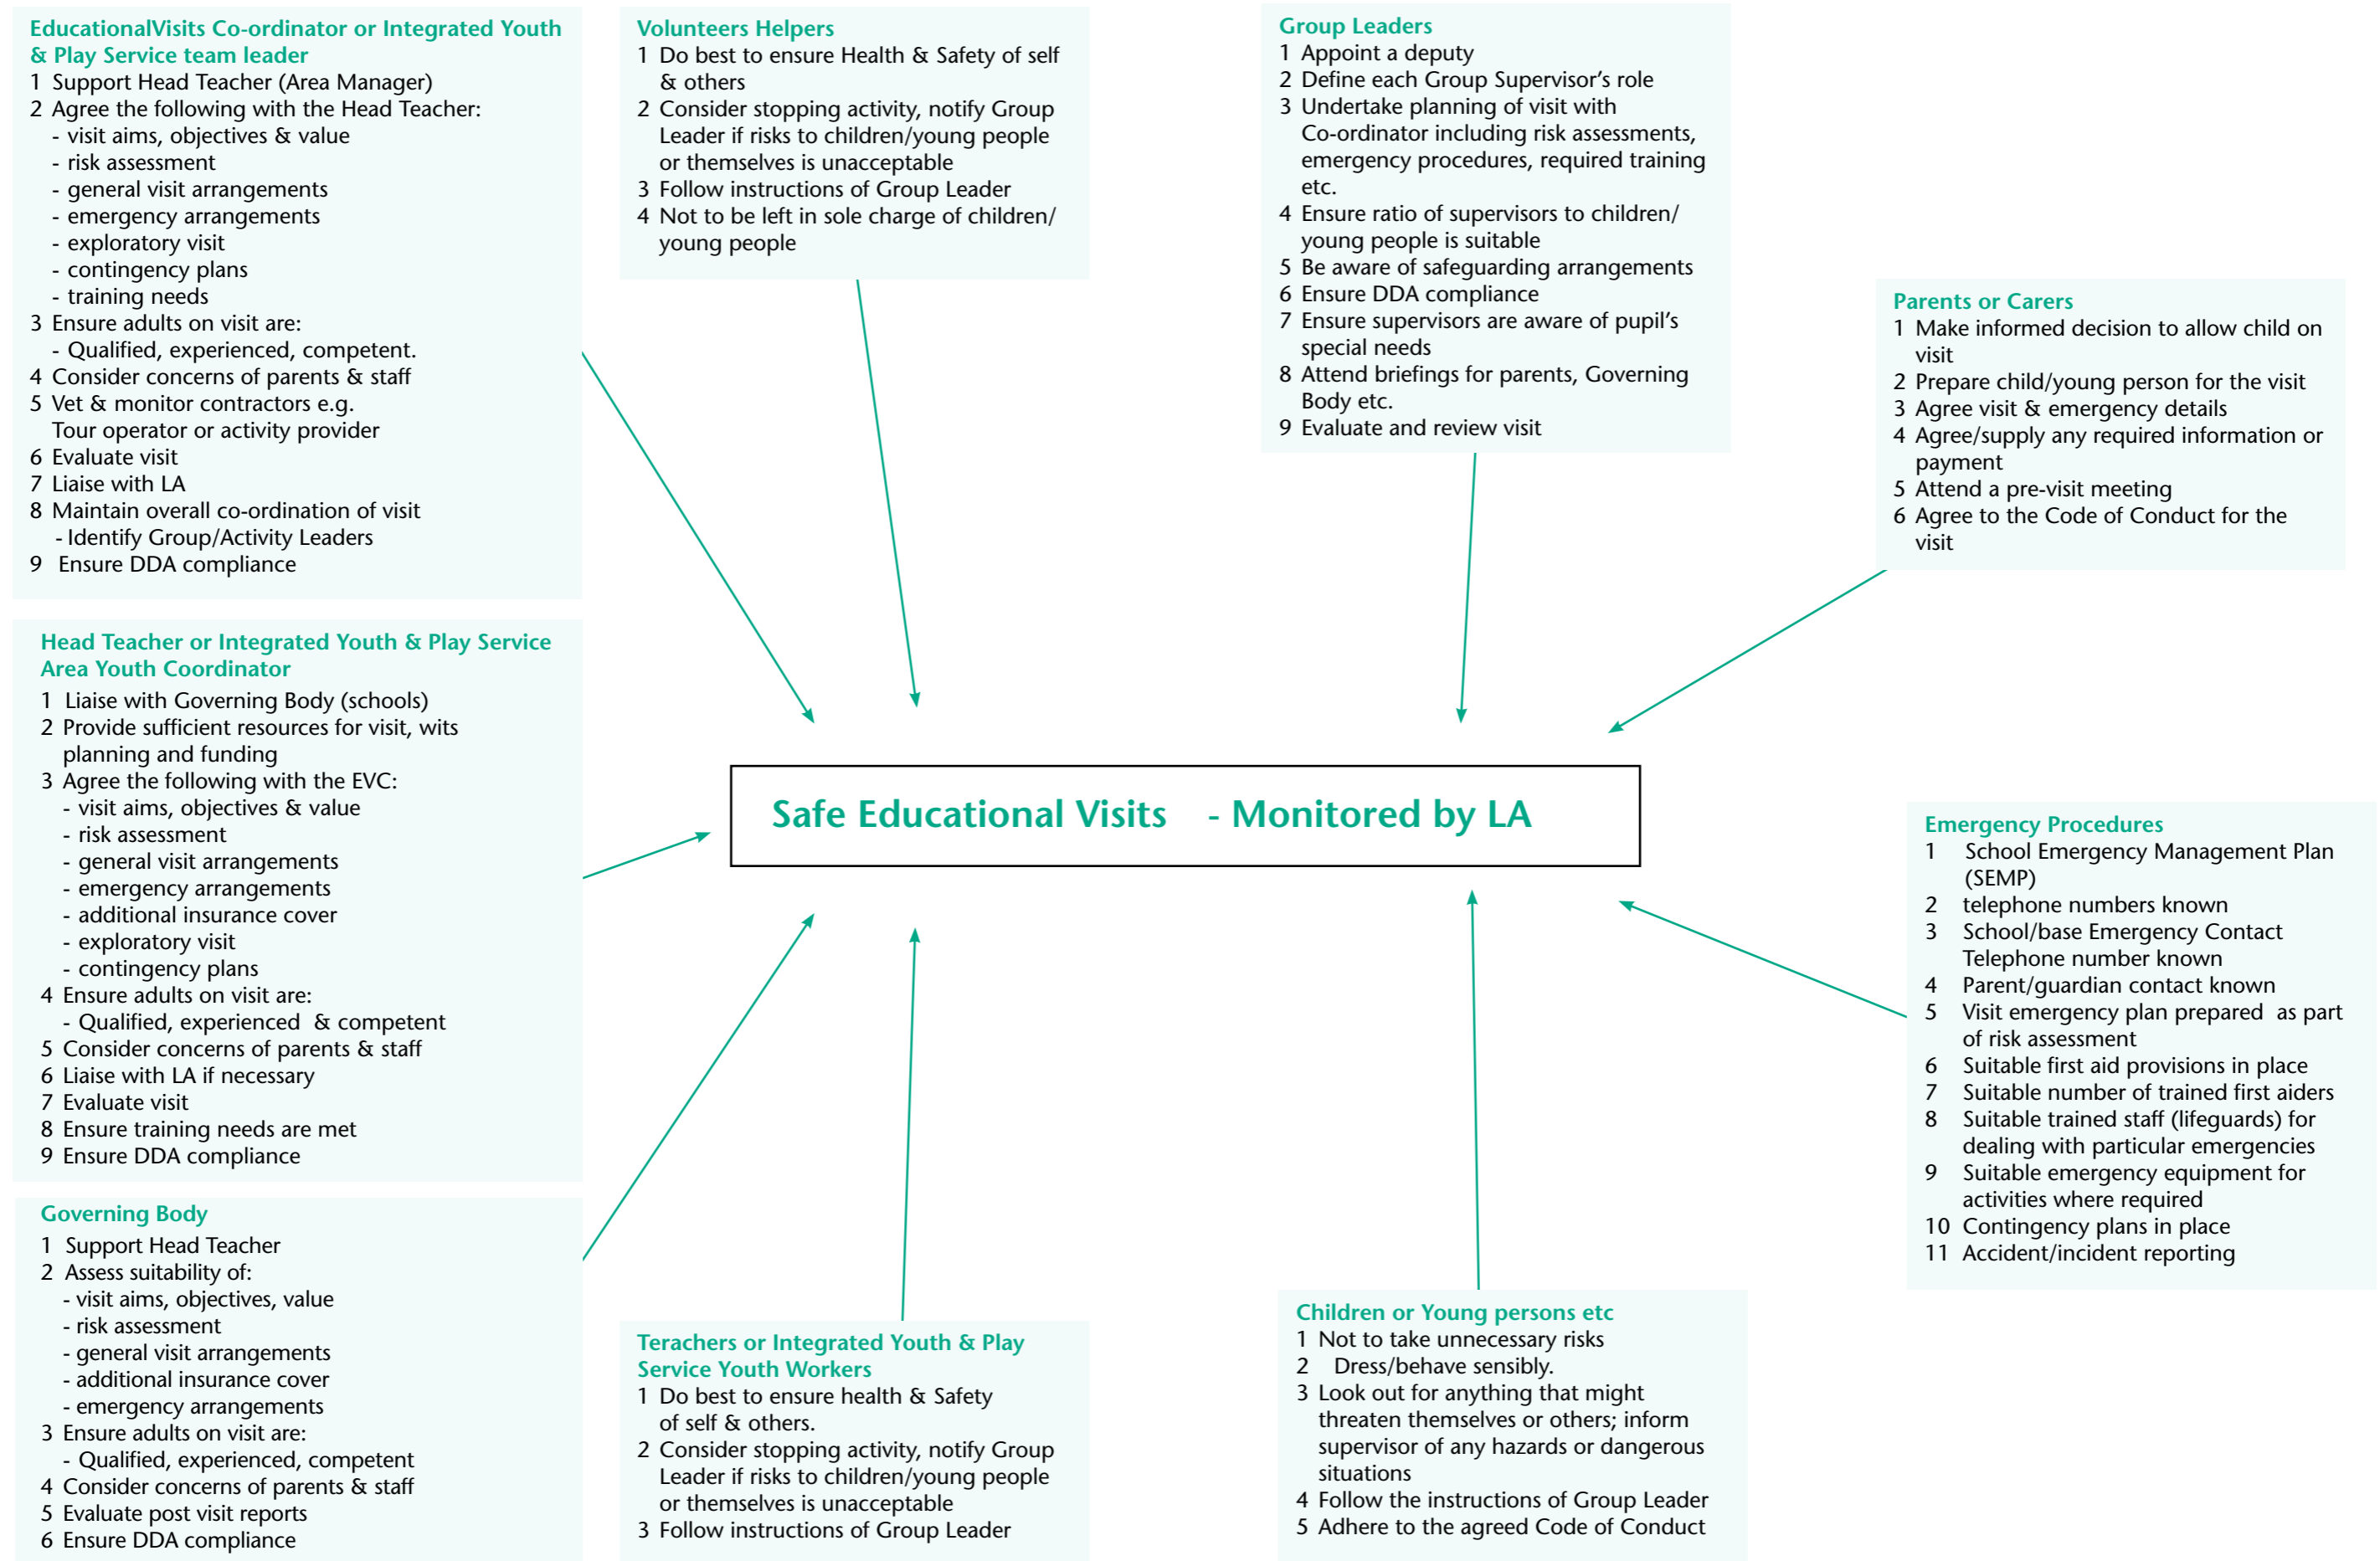 EducationalVisits Co-ordinator or Integrated Youth
& Play Service team leader
1 Support Head Teacher (Area Manager)
2 Agree the following with the Head Teacher:
- visit aims, objectives & value
- risk assessment
- general visit arrangements
- emergency arrangements
- exploratory visit
- contingency plans
- training needs
3 Ensure adults on visit are:
- Qualified, experienced, competent.
4 Consider concerns of parents & staff
5 Vet & monitor contractors e.g.
Tour operator or activity provider
6 Evaluate visit
7 Liaise with LA
8 Maintain overall co-ordination of visit
- Identify Group/Activity Leaders
9 Ensure DDA compliance
Volunteers Helpers
1 Do best to ensure Health & Safety of self
& others
2 Consider stopping activity, notify Group
Leader if risks to children/young people
or themselves is unacceptable
3 Follow instructions of Group Leader
4 Not to be left in sole charge of children/
young people
Group Leaders
1 Appoint a deputy
2 Define each Group Supervisor's role
3 Undertake planning of visit with
Co-ordinator including risk assessments,
emergency procedures, required training
etc.
4 Ensure ratio of supervisors to children/
young people is suitable
5 Be aware of safeguarding arrangements
6 Ensure DDA compliance
7 Ensure supervisors are aware of pupil's
special needs
8 Attend briefings for parents, Governing
Body etc.
9 Evaluate and review visit
Parents or Carers
1 Make informed decision to allow child on
visit
2 Prepare child/young person for the visit
3 Agree visit & emergency details
4 Agree/supply any required information or
payment
5 Attend a pre-visit meeting
6 Agree to the Code of Conduct for the
visit
Head Teacher or Integrated Youth & Play Service
Area Youth Coordinator
1 Liaise with Governing Body (schools)
2 Provide sufficient resources for visit, wits
planning and funding
3 Agree the following with the EVC:
- visit aims, objectives & value
- risk assessment
- general visit arrangements
- emergency arrangements
- additional insurance cover
- exploratory visit
- contingency plans
4 Ensure adults on visit are:
- Qualified, experienced & competent
5 Consider concerns of parents & staff
6 Liaise with LA if necessary
7 Evaluate visit
8 Ensure training needs are met
9 Ensure DDA compliance
Safe Educational Visits - Monitored by LA
Emergency Procedures
1 School Emergency Management Plan
(SEMP)
2 telephone numbers known
3 School/base Emergency Contact
Telephone number known
4 Parent/guardian contact known
5 Visit emergency plan prepared as part
of risk assessment
6 Suitable first aid provisions in place
7 Suitable number of trained first aiders
8 Suitable trained staff (lifeguards) for
dealing with particular emergencies
9 Suitable emergency equipment for
activities where required
10 Contingency plans in place
11 Accident/incident reporting
Governing Body
1 Support Head Teacher
2 Assess suitability of:
- visit aims, objectives, value
- risk assessment
- general visit arrangements
- additional insurance cover
- emergency arrangements
3 Ensure adults on visit are:
- Qualified, experienced, competent
4 Consider concerns of parents & staff
5 Evaluate post visit reports
6 Ensure DDA compliance
Terachers or Integrated Youth & Play
Service Youth Workers
1 Do best to ensure health & Safety
of self & others.
2 Consider stopping activity, notify Group
Leader if risks to children/young people
or themselves is unacceptable
3 Follow instructions of Group Leader
Children or Young persons etc
1 Not to take unnecessary risks
2 Dress/behave sensibly.
3 Look out for anything that might
threaten themselves or others; inform
supervisor of any hazards or dangerous
situations
4 Follow the instructions of Group Leader
5 Adhere to the agreed Code of Conduct